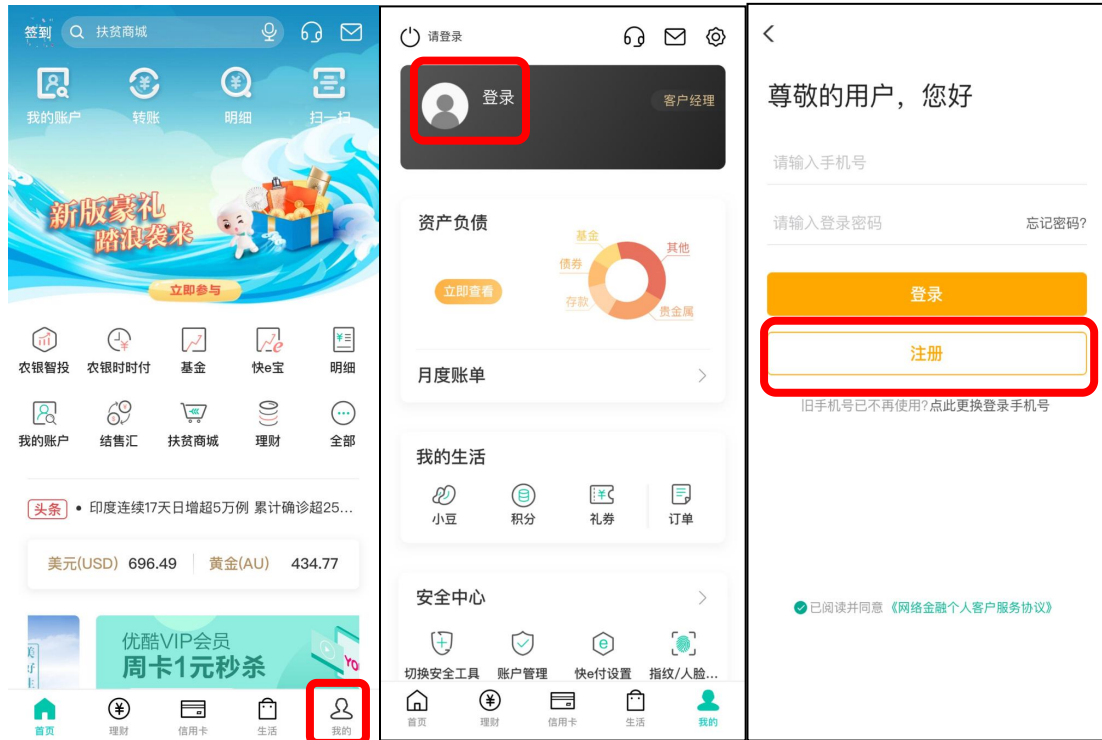 签到 扶贫商城
我的账户 转账 明细 扫一扫
新版豪礼
踏浪袭来
立即参与
农银智投 农银时时付 基金 快e宝 明细
我的账户 结售汇 扶贫商城 理财 全部
头条 • 印度连续17天日增超5万例 累计确诊超25...
美元(USD) 696.49 黄金(AU) 434.77
优酷VIP会员
周卡1元秒杀
首页 理财 信用卡 生活 我的
请登录
登录 客户经理
资产负债
基金 其他
债券
立即查看
存款
贵金属
月度账单
我的生活
小豆 积分 礼券 订单
安全中心
切换安全工具 账户管理 快e付设置 指纹/人脸...
首页 理财 信用卡 生活 我的
尊敬的用户，您好
请输入手机号
请输入登录密码 忘记密码?
登录
注册
旧手机号已不再使用?点此更换登录手机号
已阅读并同意《网络金融个人客户服务协议》